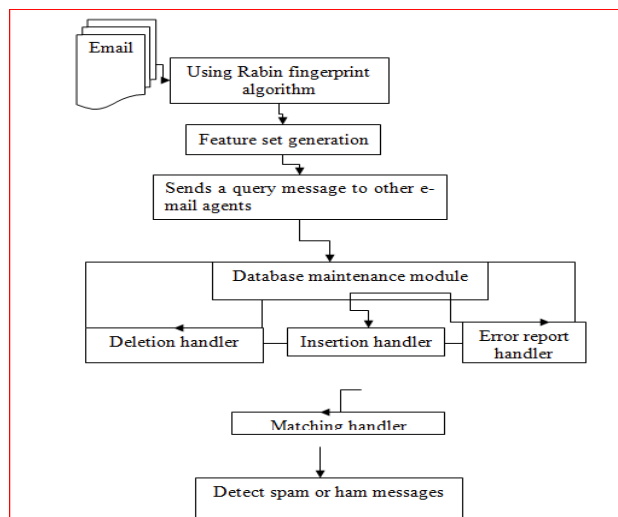 Email
Using Rabin fingerprint
algorithm
Feature set generation
Sends a query message to other e-
mail agents
Database maintenance module
Deletion handler
Insertion handler
Error report
handler
Matching handler
Detect spam or ham messages